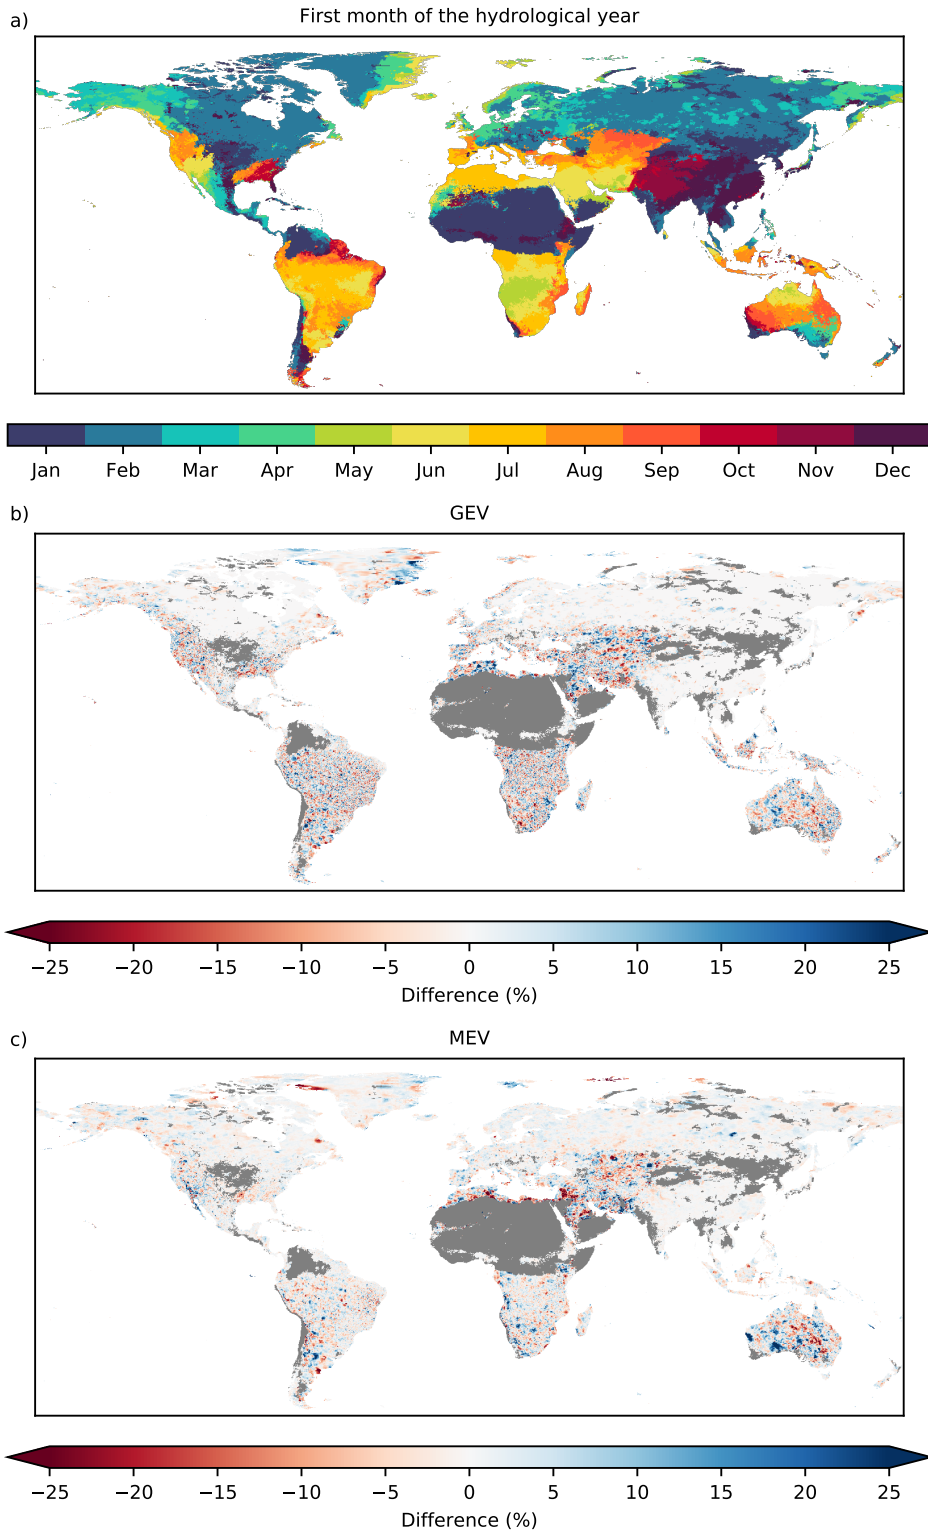 a)
First month of the hydrological year
Jan Feb Mar Apr May Jun Jul Aug Sep Oct Nov Dec
b)
GEV
−25 −20 −15 −10 −5 0 5 10 15 20 25
Difference (%)
c)
MEV
−25 −20 −15 −10 −5 0 5 10 15 20 25
Difference (%)